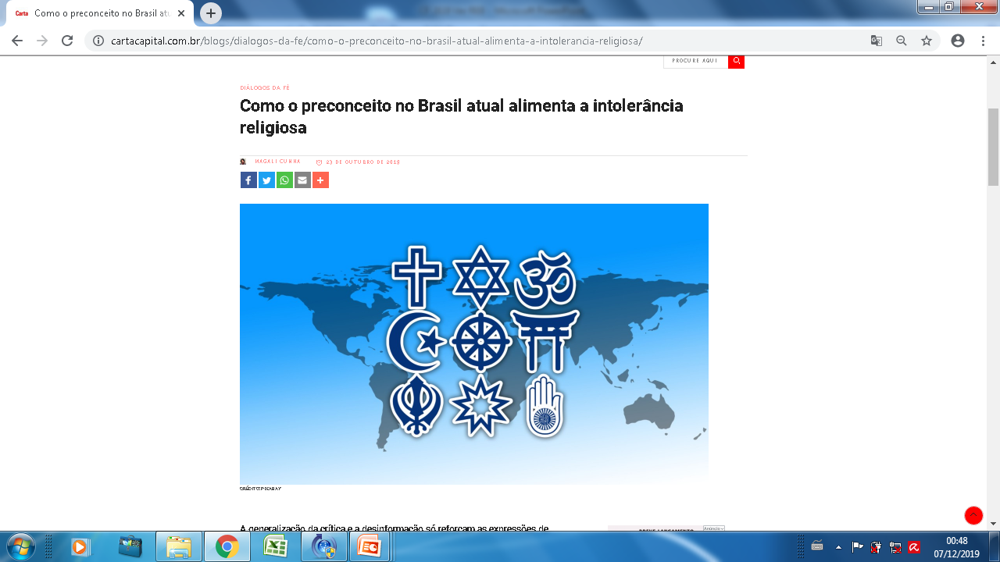 Carta Como o preconceito no Brasil atu
cartacapital.com.br/blogs/dialogos-da-fe/como-o-preconceito-no-brasil-atual-alimenta-a-intolerancia-religiosa/
PROCURE AQUI
DIÁLOGOS DA FÉ
Como o preconceito no Brasil atual alimenta a intolerância
religiosa
MAGALI CUNHA 23 DE OUTUBRO DE 2019
CRÉDITO:PIXABAY
A generalização da crítica e a desinformação só reforçam as expressões de
BREVE LANÇAMENTO
Anúncio
00:48
07/12/2019